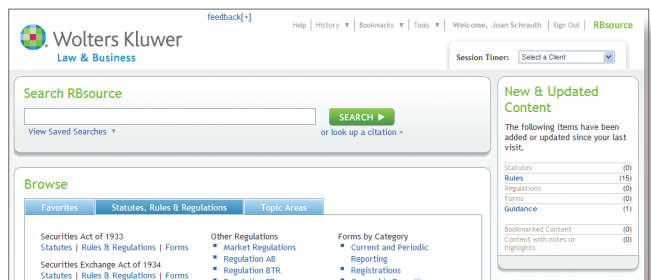 feedback[+]
Help | History ▼ | Bookmarks ▼ | Tools ▼ | Welcome, Joan Schrauth | Sign Out | RBsource
Wolters Kluwer
Law & Business
Session Timer: Select a Client
Search RBsource
SEARCH ▶
View Saved Searches ▼
or look up a citation »
New & Updated
Content
The following items have been
added or updated since your last
visit.
Statutes (0)
Rules (15)
Regulations (0)
Forms (0)
Guidance (1)
Bookmarked Content (0)
Content with notes or (0)
highlights
Browse
Favorites
Statutes, Rules & Regulations
Topic Areas
Securities Act of 1933
Statutes | Rules & Regulations | Forms
Securities Exchange Act of 1934
Statutes | Rules & Regulations | Forms
Other Regulations
Market Regulations
Regulation AB
Regulation BTR
Forms by Category
Current and Periodic
Reporting
Registrations